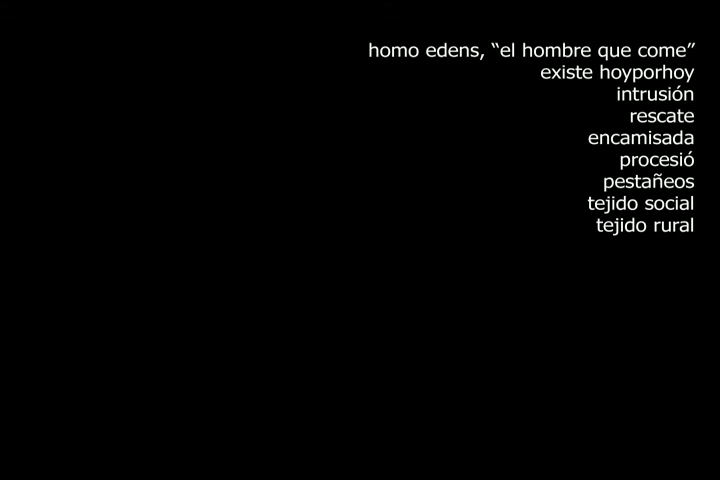 homo edens, “el hombre que come”
existe hoyporhoy
intrusión
rescate
encamisada
procesió
pestañeos
tejido social
tejido rural